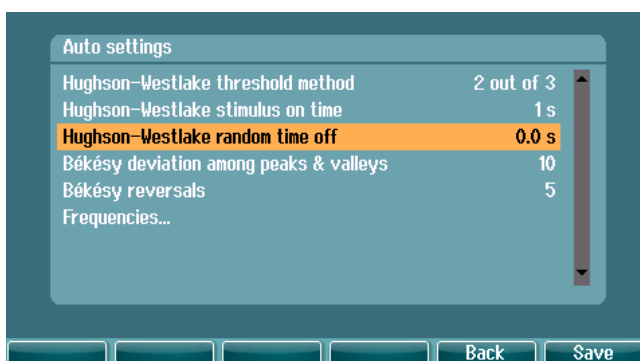 Auto settings
Hughson-Westlake threshold method 2 out of 3
Hughson-Westlake stimulus on time 1 s
Hughson-Westlake random time off 0.0 s
Békésy deviation among peaks & valleys 10
Békésy reversals 5
Frequencies...
Back Save